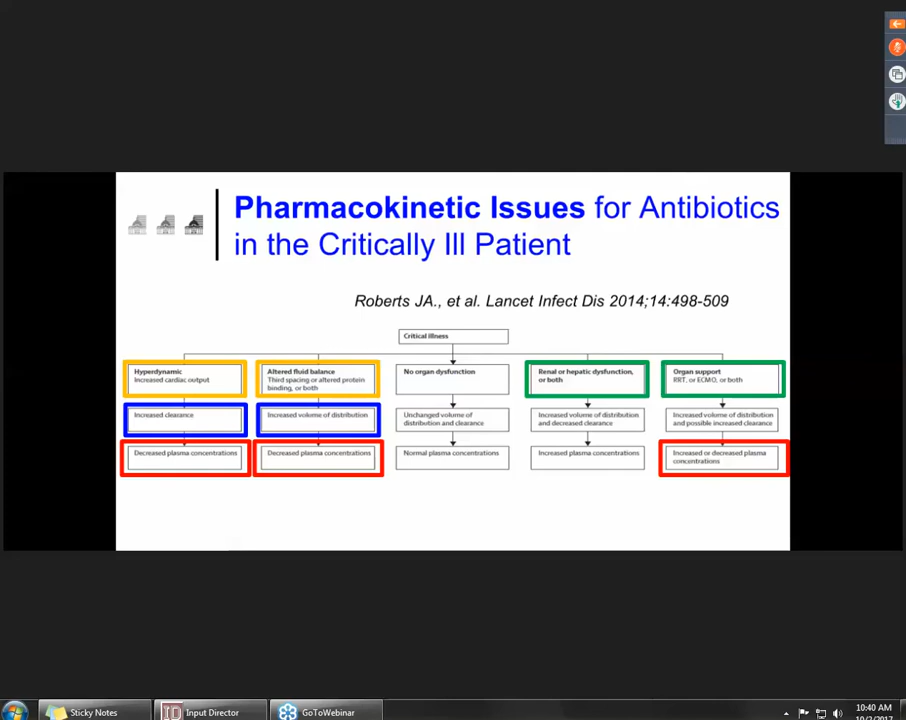 Pharmacokinetic Issues for Antibiotics
in the Critically Ill Patient
Roberts JA., et al. Lancet Infect Dis 2014;14:498-509
Critical illness
Hyperdynamic
Increased cardiac output
Increased clearance
Decreased plasma concentrations
Altered fluid balance
Third spacing or altered protein
binding, or both
Increased volume of distribution
Decreased plasma concentrations
No organ dysfunction
Unchanged volume of
distribution and clearance
Normal plasma concentrations
Renal or hepatic dysfunction,
or both
Increased volume of distribution
and decreased clearance
Increased plasma concentrations
Organ support
RRT, or ECMO, or both
Increased volume of distribution
and possible increased clearance
Increased or decreased plasma
concentrations
Sticky Notes
ID
Input Director
GoToWebinar
10:40 AM